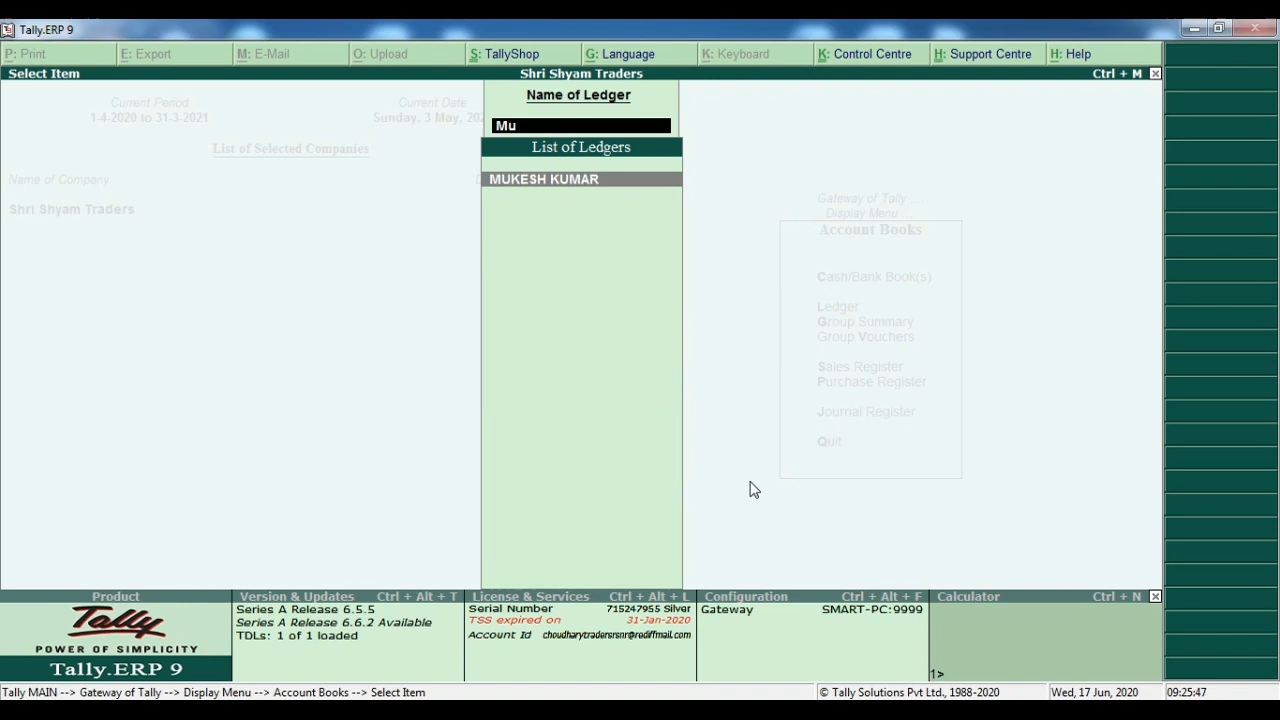 Tally.ERP 9
P: Print E: Export M: E-Mail O: Upload S: TallyShop G: Language K: Keyboard K: Control Centre H: Support Centre H: Help
Select Item Shri Shyam Traders Ctrl + M
Current Period Current Date
1-4-2020 to 31-3-2021 Sunday, 3 May, 202
List of Selected Companies
Name of Company
Shri Shyam Traders
Name of Ledger
Mu
List of Ledgers
MUKESH KUMAR
Gateway of Tally ....
Display Menu ...
Account Books
Cash/Bank Book(s)
Ledger
Group Summary
Group Vouchers
Sales Register
Purchase Register
Journal Register
Quit
Product
Tally
POWER OF SIMPLICITY
Tally.ERP 9
Version & Updates Ctrl + Alt + T
Series A Release 6.5.5
Series A Release 6.6.2 Available
TDLs: 1 of 1 loaded
License & Services Ctrl + Alt + L
Serial Number 715247955 Silver
TSS expired on 31-Jan-2020
Account Id choudharytradersrsnr@rediffmail.com
Configuration Ctrl + Alt + F
Gateway SMART-PC:9999
Calculator Ctrl + N
1>
Tally MAIN --> Gateway of Tally --> Display Menu --> Account Books --> Select Item © Tally Solutions Pvt Ltd., 1988-2020 Wed, 17 Jun, 2020 09:25:47